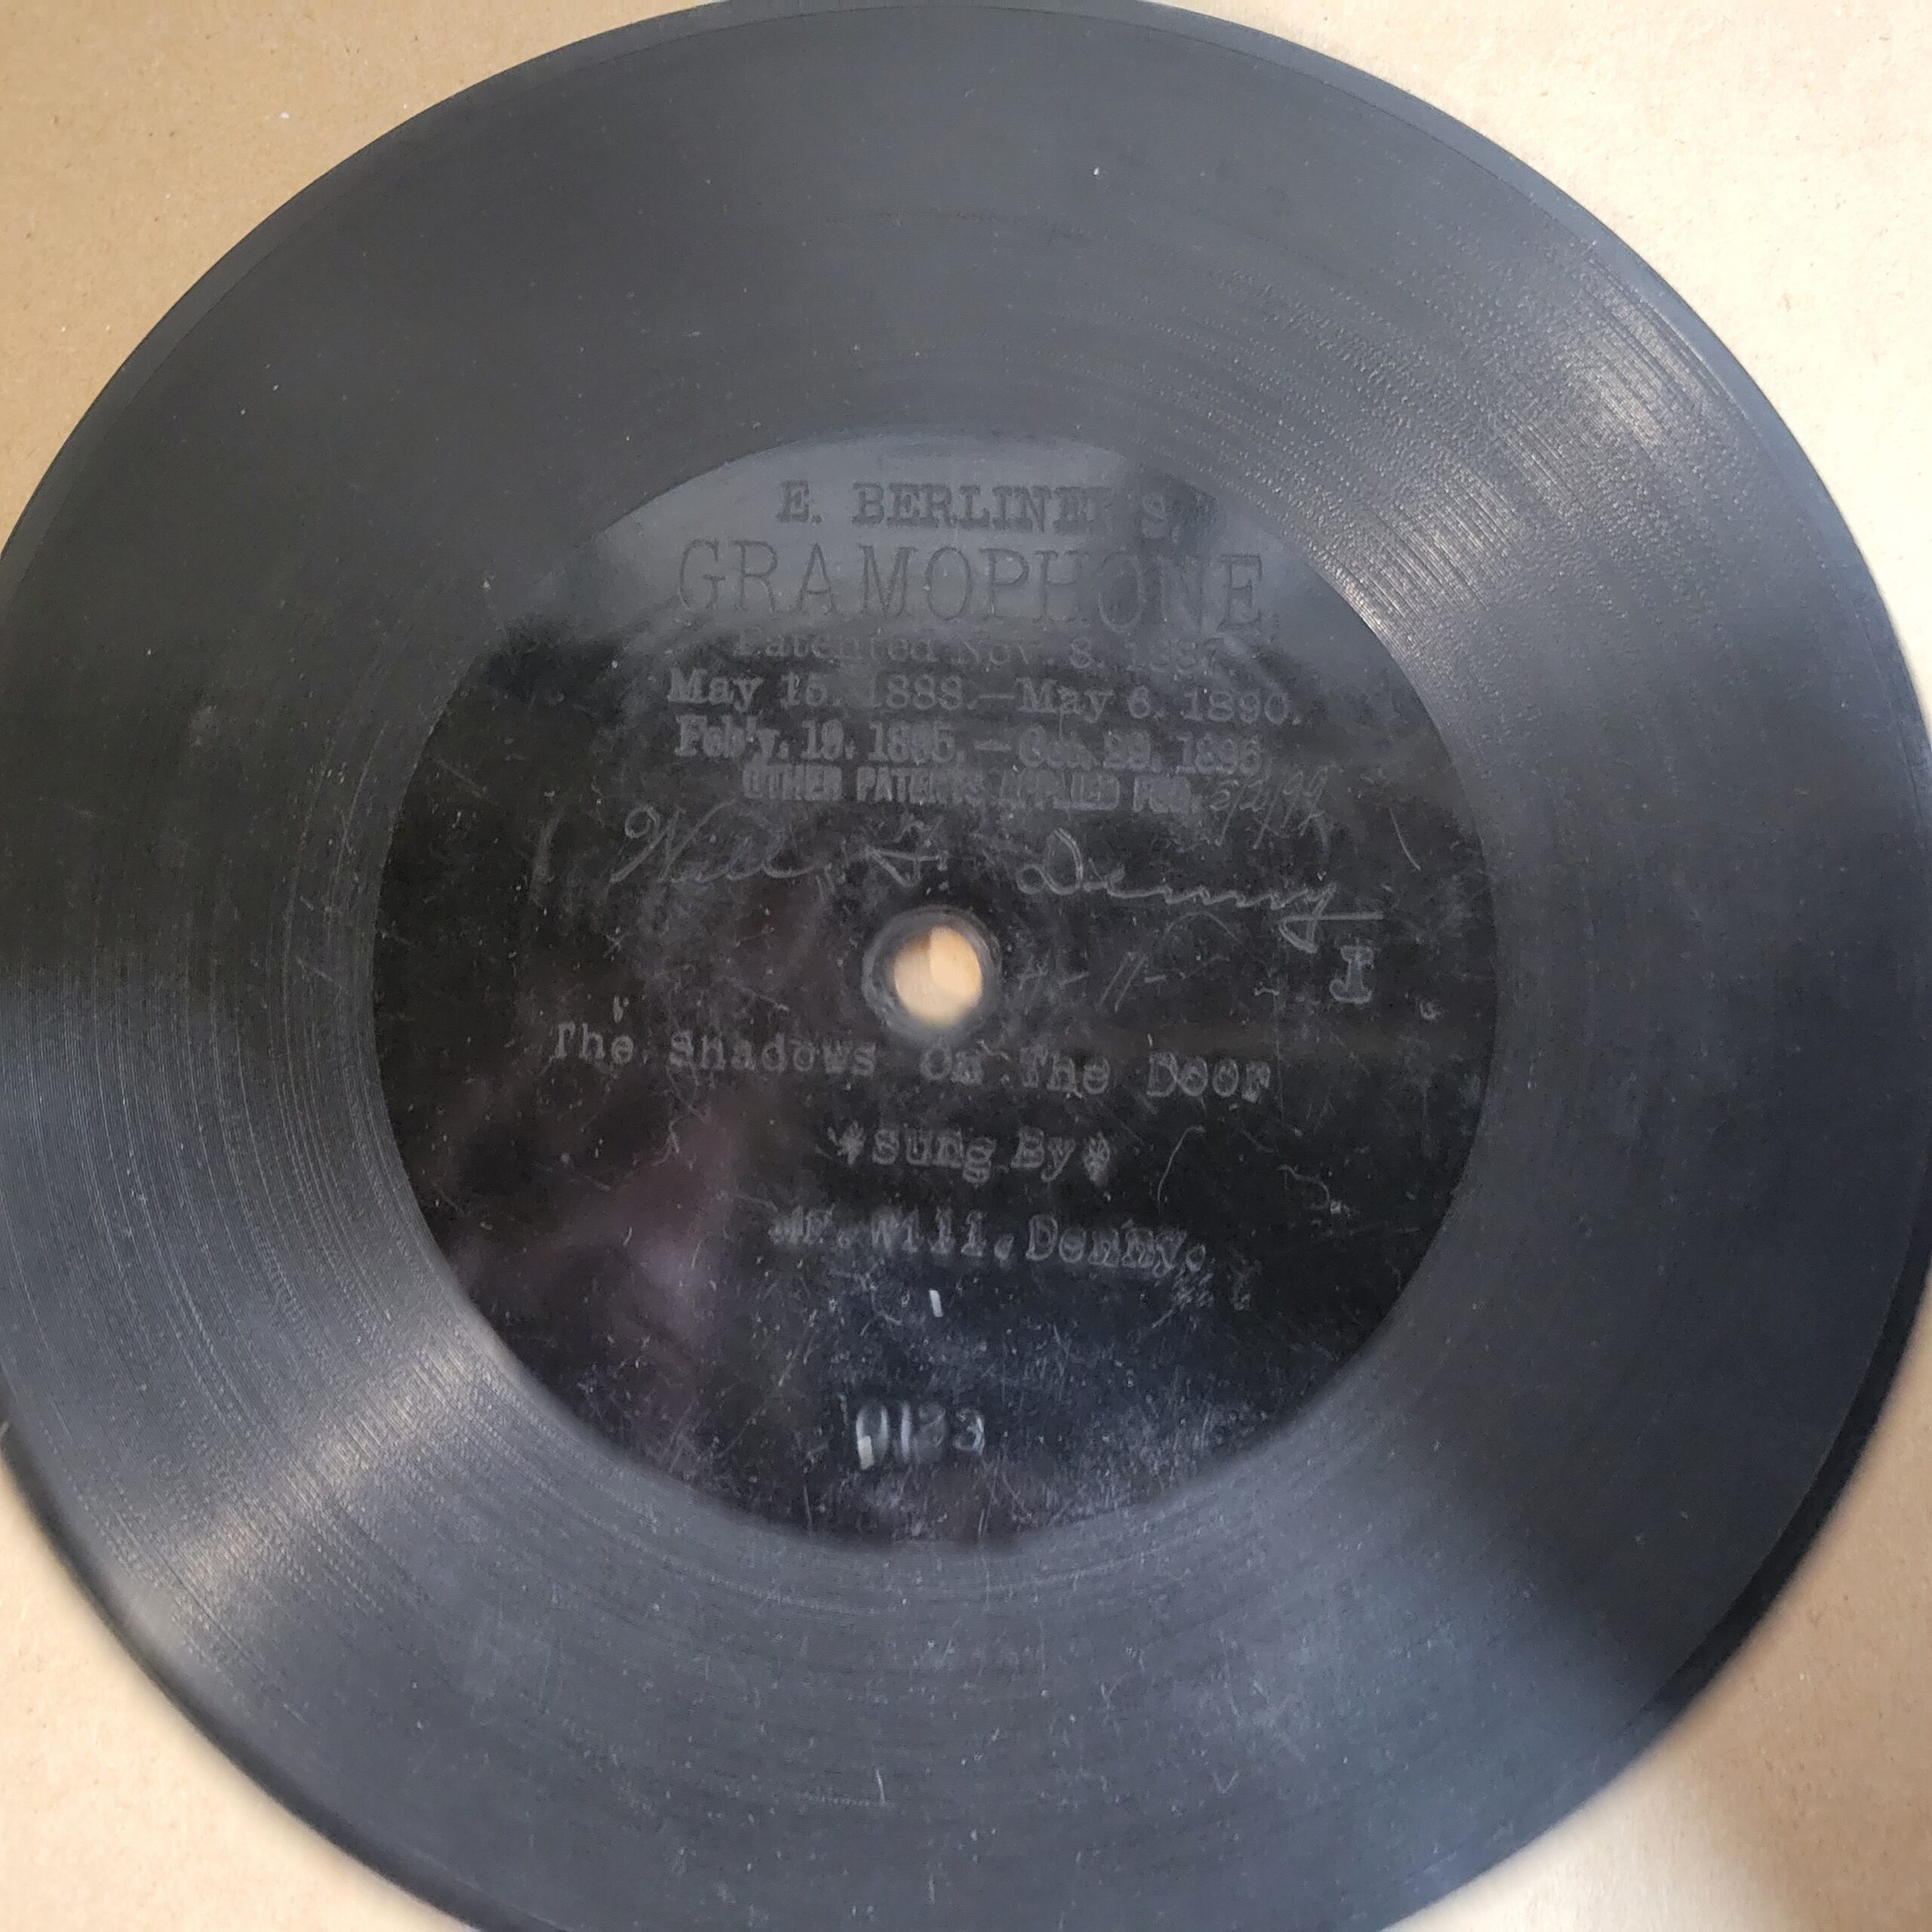 E. BERLINER'S
GRAMOPHONE.
Patented Nov. 8. 1887
May 15. 1888.—May 6. 1890.
Feb'y. 19. 1895.—Oct. 29. 1895
OTHER PATENTS APPLIED FOR.
Will F. Denny
I
The Shadows On The Door
*Sung By*
Mr. Will. Denny.
0133